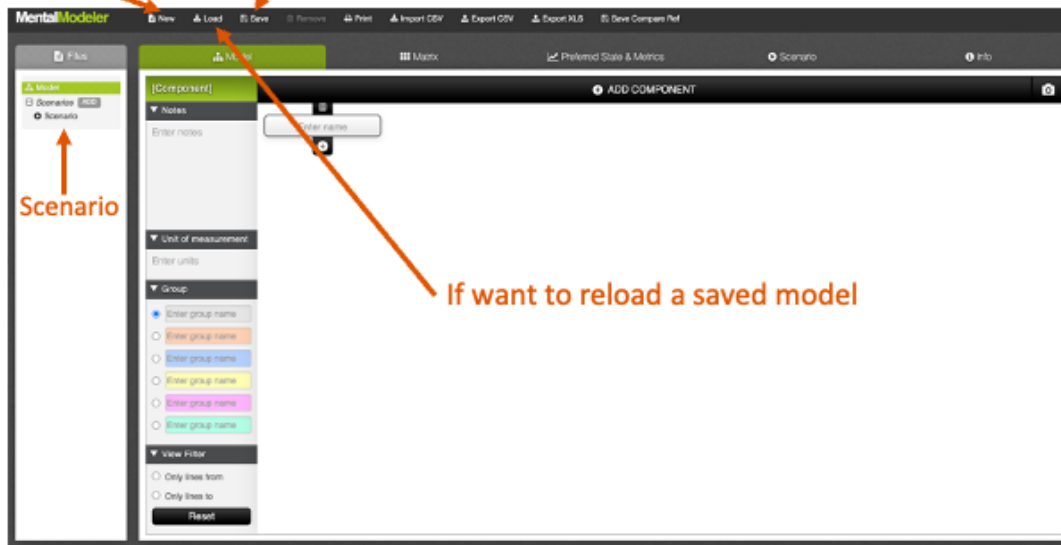 MentalModeler New Load Save Remove Print Import CSV Export CSV Export XLS Save Compare Ref
Files Model Matrix Preferred State & Metrics Scenario Info
Model
Scenarios ADD
Scenario
Scenario
[Component] ADD COMPONENT
Notes
Enter notes
Enter name
Unit of measurement
Enter units
Group
Enter group name
Enter group name
Enter group name
Enter group name
Enter group name
Enter group name
View Filter
Only lines from
Only lines to
Reset
If want to reload a saved model